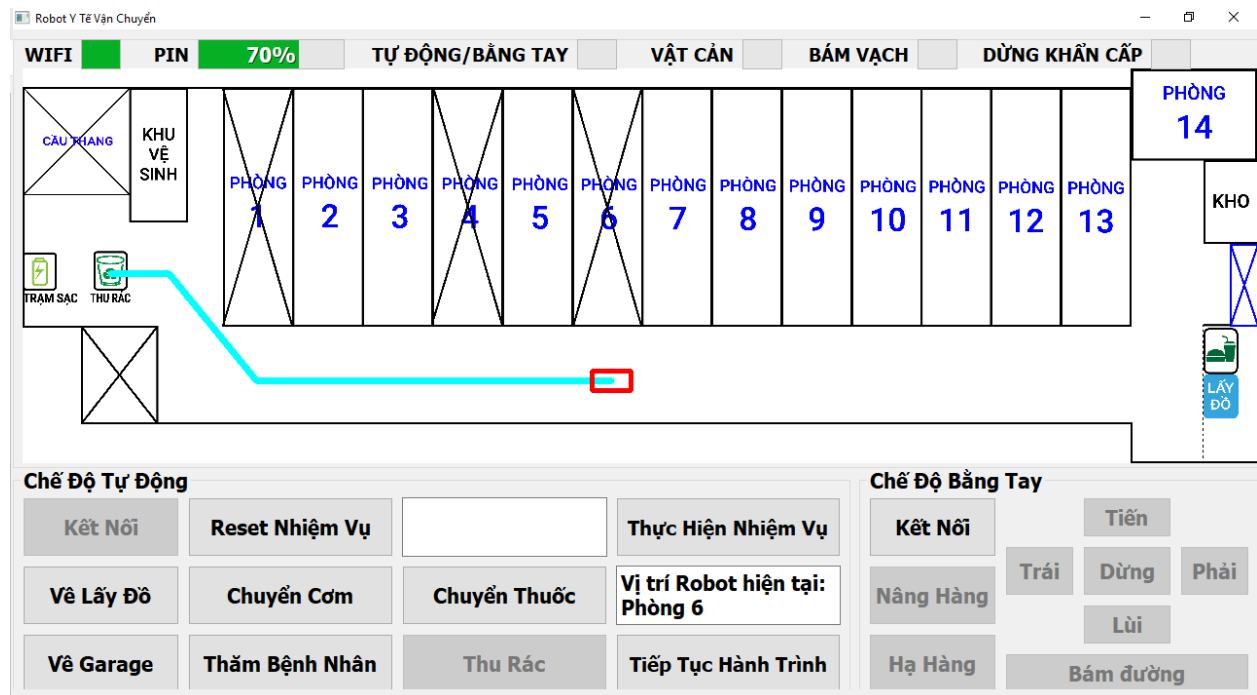 Robot Y Tế Vận Chuyển
WIFI PIN 70% TỰ ĐỘNG/BẰNG TAY VẬT CẢN BÁM VẠCH DỪNG KHẨN CẤP
CẦU THANG
KHU
VỆ
SINH
PHÒNG
1
PHÒNG
2
PHÒNG
3
PHÒNG
4
PHÒNG
5
PHÒNG
6
PHÒNG
7
PHÒNG
8
PHÒNG
9
PHÒNG
10
PHÒNG
11
PHÒNG
12
PHÒNG
13
PHÒNG
14
KHO
TRẠM SẠC
THU RÁC
LẤY
ĐỒ
Chế Độ Tự Động
Kết Nối Reset Nhiệm Vụ Thực Hiện Nhiệm Vụ
Về Lấy Đồ Chuyển Cơm Chuyển Thuốc
Vị trí Robot hiện tại:
Phòng 6
Về Garage Thăm Bệnh Nhân Thu Rác Tiếp Tục Hành Trình
Chế Độ Bằng Tay
Kết Nối
Nâng Hàng
Hạ Hàng
Tiến
Trái Dừng Phải
Lùi
Bám đường